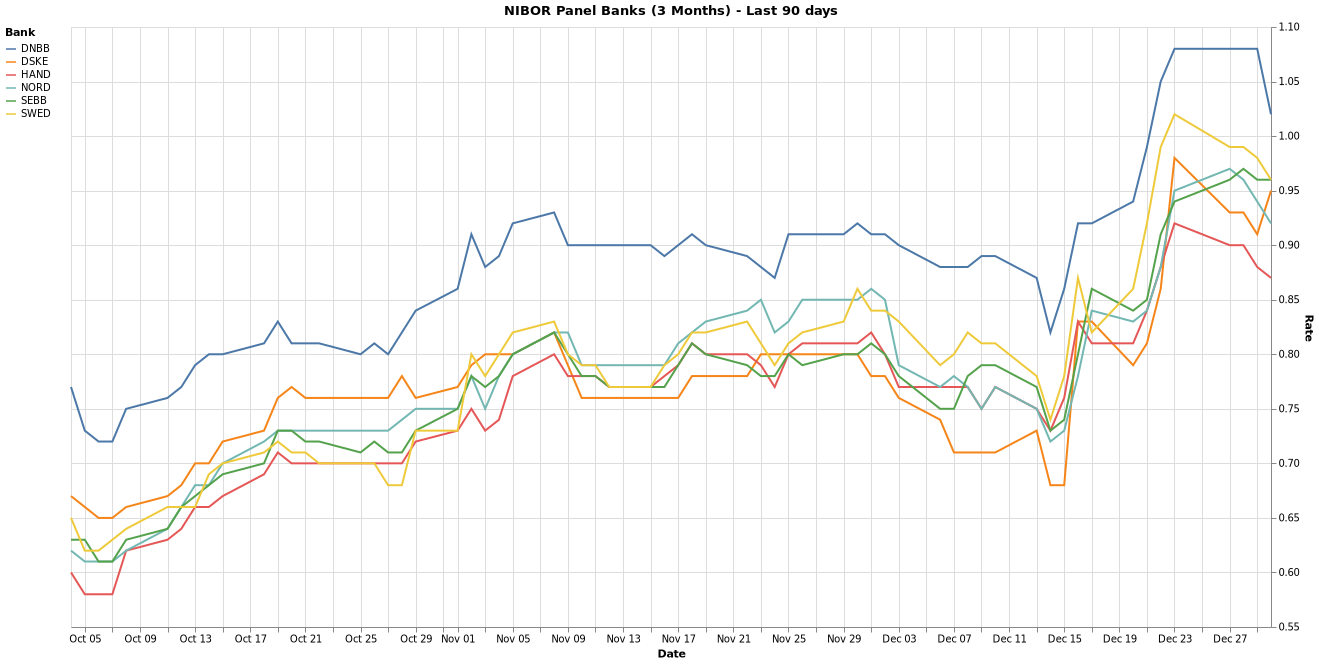 NIBOR Panel Banks (3 Months) - Last 90 days
Bank
DNBB
DSKE
HAND
NORD
SEBB
SWED
1.10
1.05
1.00
0.95
0.90
0.85
0.80
0.75
0.70
0.65
0.60
0.55
Rate
Oct 05 Oct 09 Oct 13 Oct 17 Oct 21 Oct 25 Oct 29 Nov 01 Nov 05 Nov 09 Nov 13 Nov 17 Nov 21 Nov 25 Nov 29 Dec 03 Dec 07 Dec 11 Dec 15 Dec 19 Dec 23 Dec 27
Date